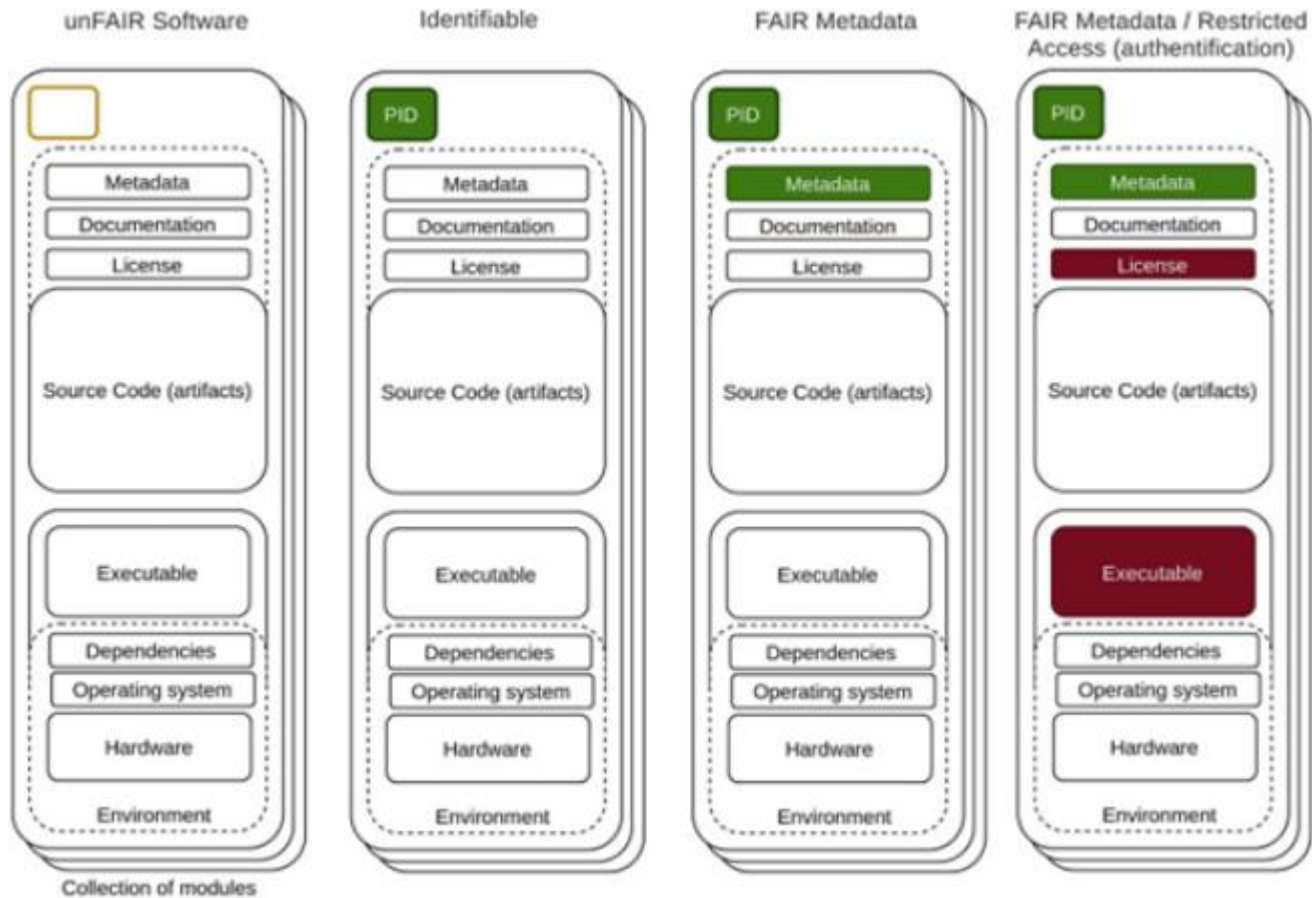 unFAIR Software
Metadata
Documentation
License
Source Code (artifacts)
Executable
Dependencies
Operating system
Hardware
Environment
Collection of modules
Identifiable
PID
Metadata
Documentation
License
Source Code (artifacts)
Executable
Dependencies
Operating system
Hardware
Environment
FAIR Metadata
PID
Metadata
Documentation
License
Source Code (artifacts)
Executable
Dependencies
Operating system
Hardware
Environment
FAIR Metadata / Restricted
Access (authentification)
PID
Metadata
Documentation
License
Source Code (artifacts)
Executable
Dependencies
Operating system
Hardware
Environment